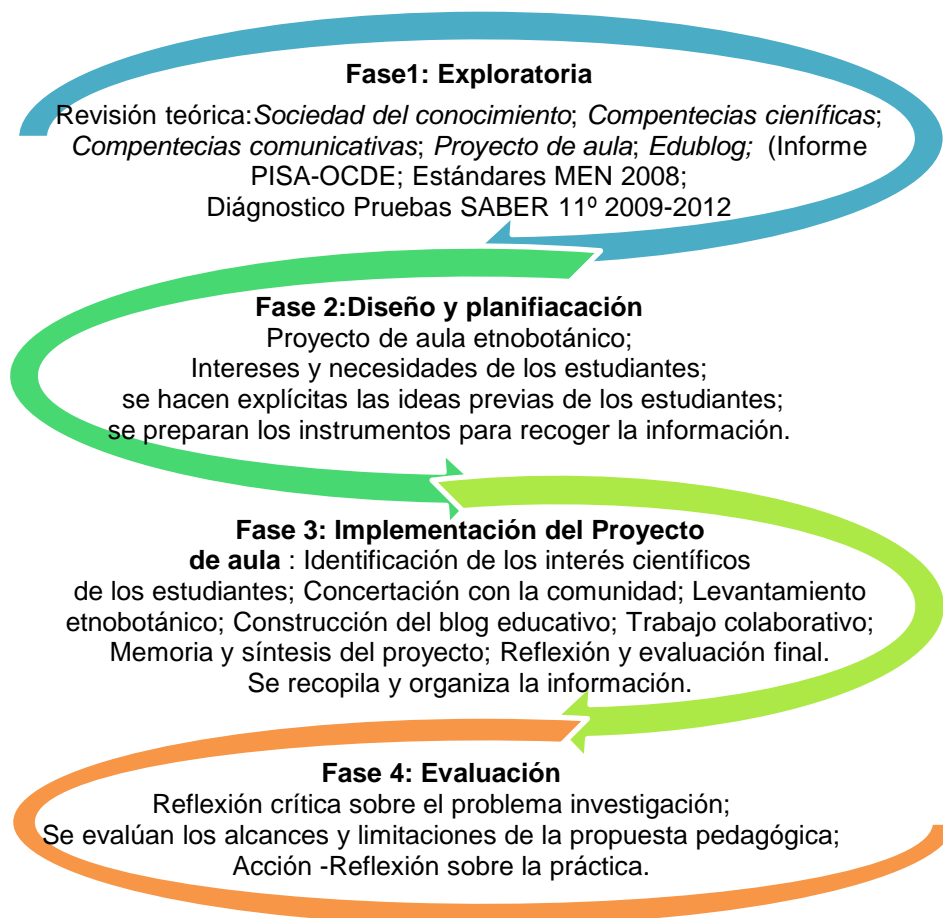 Fase1: Exploratoria
Revisión teórica:Sociedad del conocimiento; Compentecias científicas;
Compentecias comunicativas; Proyecto de aula; Edublog; (Informe
PISA-OCDE; Estándares MEN 2008;
Diágnostico Pruebas SABER 11º 2009-2012
Fase 2:Diseño y planifiacación
Proyecto de aula etnobotánico;
Intereses y necesidades de los estudiantes;
se hacen explícitas las ideas previas de los estudiantes;
se preparan los instrumentos para recoger la información.
Fase 3: Implementación del Proyecto
de aula : Identificación de los interés científicos
de los estudiantes; Concertación con la comunidad; Levantamiento
etnobotánico; Construcción del blog educativo; Trabajo colaborativo;
Memoria y síntesis del proyecto; Reflexión y evaluación final.
Se recopila y organiza la información.
Fase 4: Evaluación
Reflexión crítica sobre el problema investigación;
Se evalúan los alcances y limitaciones de la propuesta pedagógica;
Acción -Reflexión sobre la práctica.